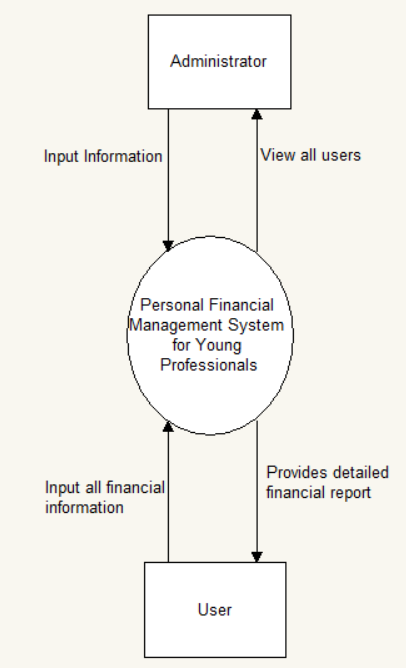 Administrator
Input Information
View all users
Personal Financial
Management System
for Young
Professionals
Input all financial
information
Provides detailed
financial report
User